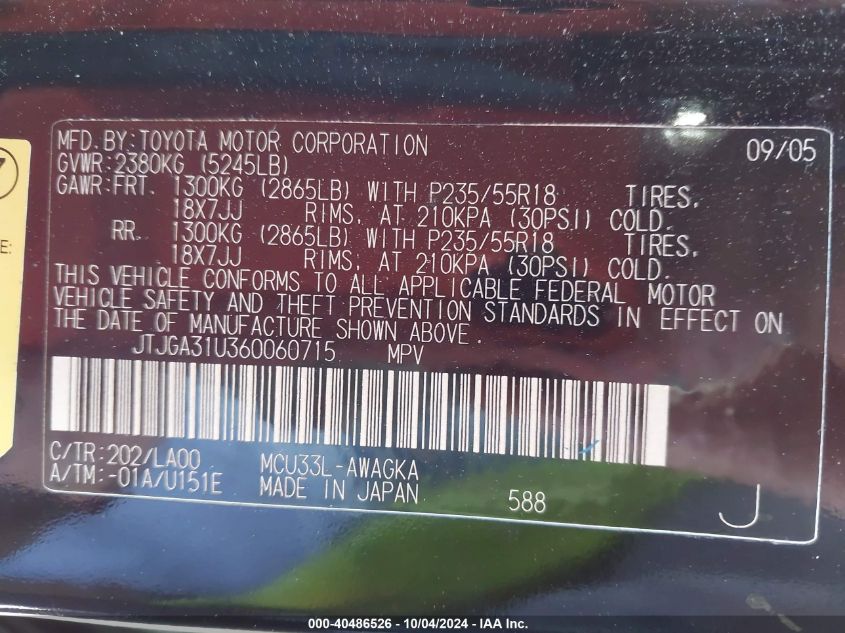 MFD. BY: TOYOTA MOTOR CORPORATION 09/05
GVWR: 2380KG (5245LB)
GAWR: FRT. 1300KG (2865LB) WITH P235/55R18 TIRES,
18X7JJ RIMS, AT 210KPA (30PSI) COLD.
RR. 1300KG (2865LB) WITH P235/55R18 TIRES,
18X7JJ RIMS, AT 210KPA (30PSI) COLD.
THIS VEHICLE CONFORMS TO ALL APPLICABLE FEDERAL MOTOR
VEHICLE SAFETY AND THEFT PREVENTION STANDARDS IN EFFECT ON
THE DATE OF MANUFACTURE SHOWN ABOVE.
JTJGA31U360060715 MPV
C/TR: 202/LA00 MCU33L-AWAGKA
A/TM: -01A/U151E MADE IN JAPAN 588 J
E:
000-40486526 - 10/04/2024 - IAA Inc.